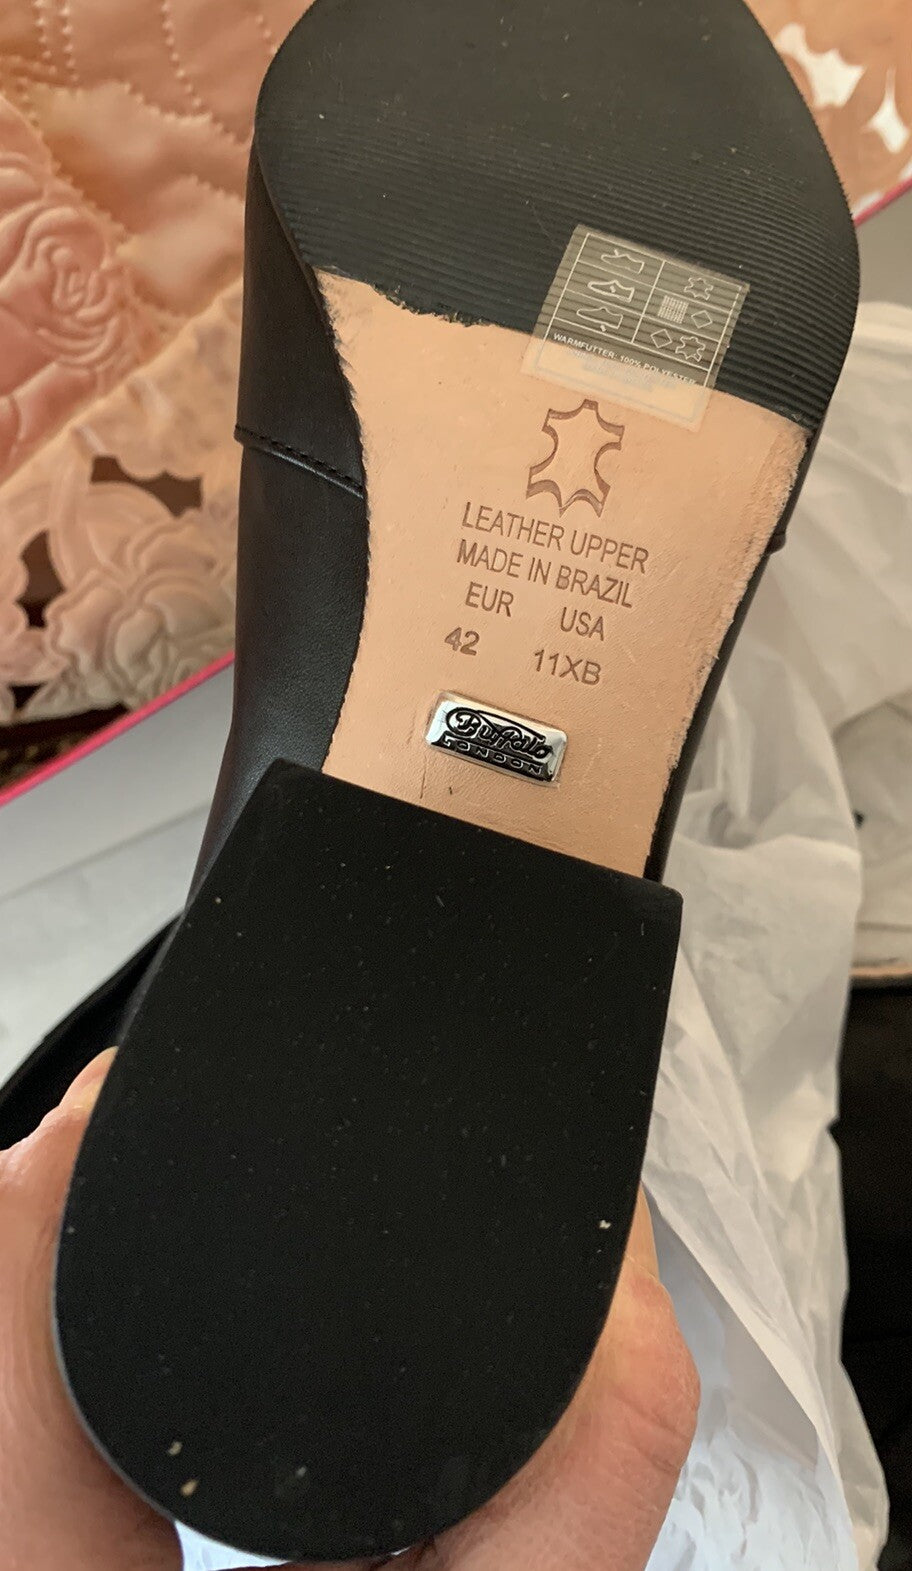 WARMFUTTER: 100% POLYESTER
LEATHER UPPER
MADE IN BRAZIL
EUR USA
42 11XB
Buffalo
LONDON